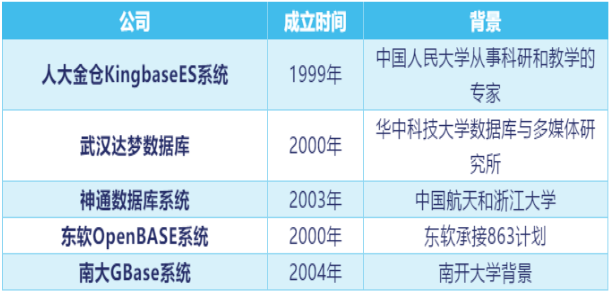 公司 成立时间 背景
人大金仓KingbaseES系统 1999年 中国人民大学从事科研和教学的
专家
武汉达梦数据库 2000年 华中科技大学数据库与多媒体研
究所
神通数据库系统 2003年 中国航天和浙江大学
东软OpenBASE系统 2000年 东软承接863计划
南大GBase系统 2004年 南开大学背景